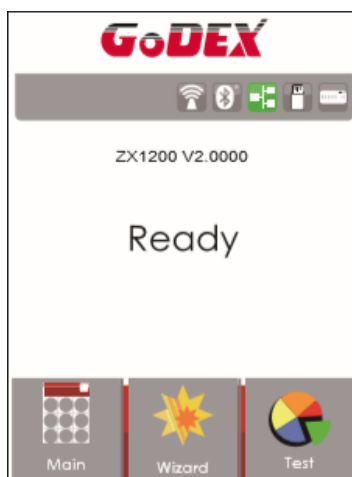 GoDEX
ZX1200 V2.0000
Ready
Main
Wizard
Test